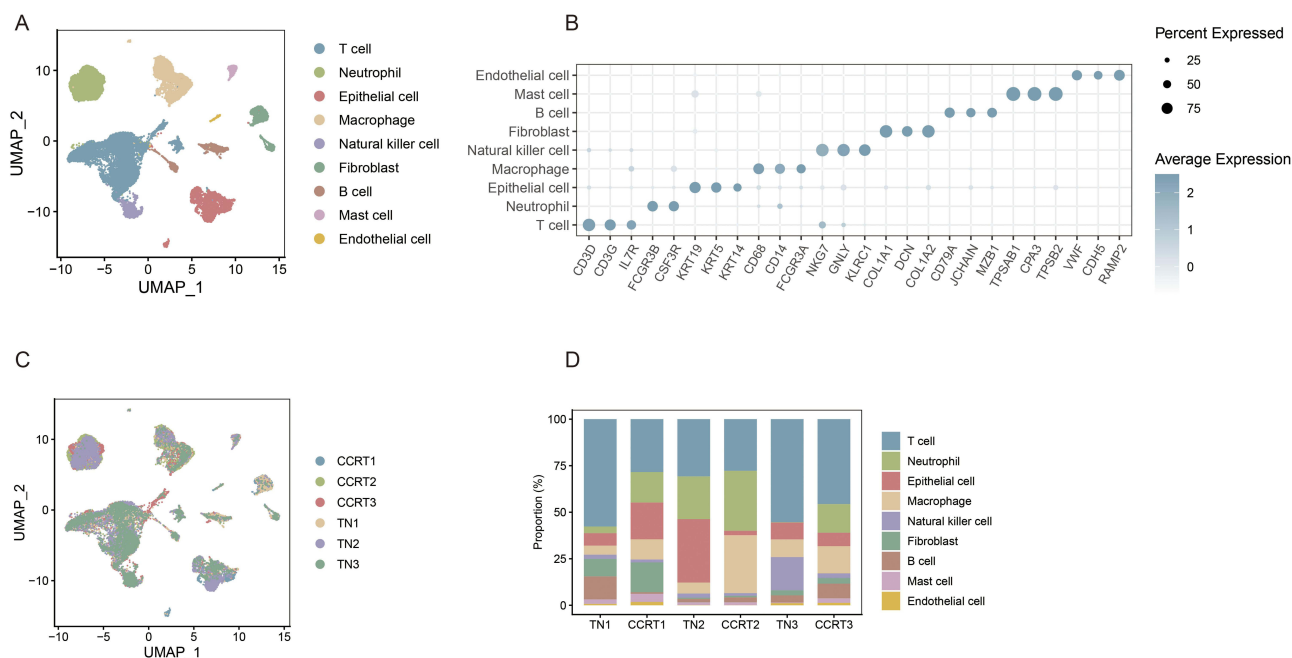 A
UMAP_2
10
0
−10
−10
−5
0
5
10
15
UMAP_1
T cell
Neutrophil
Epithelial cell
Macrophage
Natural killer cell
Fibroblast
B cell
Mast cell
Endothelial cell
B
Endothelial cell
Mast cell
B cell
Fibroblast
Natural killer cell
Macrophage
Epithelial cell
Neutrophil
T cell
CD3D
CD3G
IL7R
FCGR3B
CSF3R
KRT19
KRT5
KRT14
CD68
CD14
FCGR3A
NKG7
GNLY
KLRC1
COL1A1
DCN
COL1A2
CD79A
JCHAIN
MZB1
TPSAB1
CPA3
TPSB2
VWF
CDH5
RAMP2
Percent Expressed
25
50
75
Average Expression
2
1
0
C
UMAP_2
10
0
−10
−10
−5
0
5
10
15
UMAP_1
CCRT1
CCRT2
CCRT3
TN1
TN2
TN3
D
Proportion (%)
100
75
50
25
0
TN1
CCRT1
TN2
CCRT2
TN3
CCRT3
T cell
Neutrophil
Epithelial cell
Macrophage
Natural killer cell
Fibroblast
B cell
Mast cell
Endothelial cell